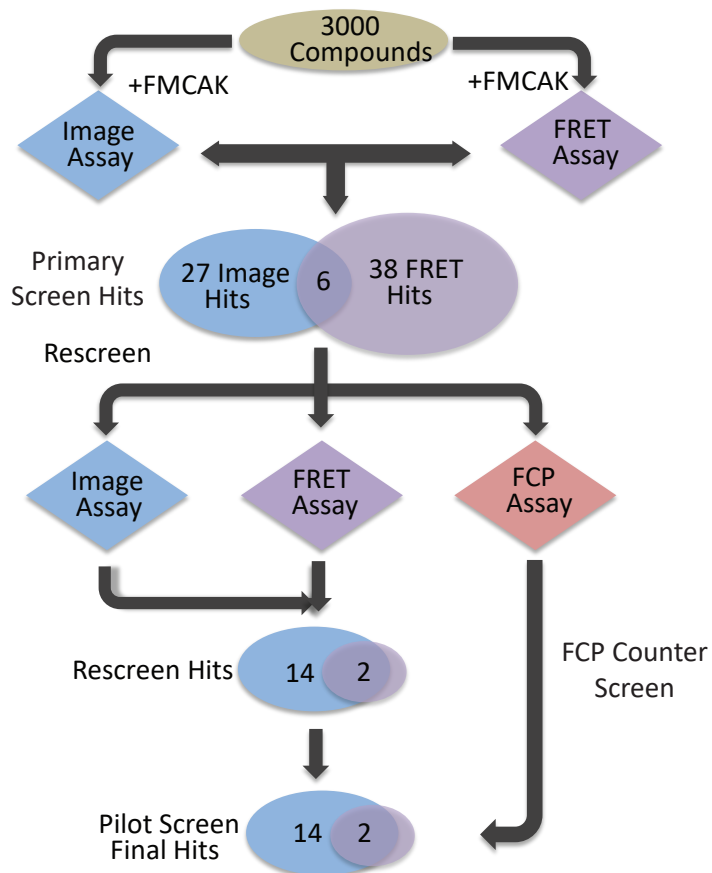 3000
Compounds
+FMCAK
+FMCAK
Image
Assay
FRET
Assay
Primary
Screen Hits
27 Image
Hits
6
38 FRET
Hits
Rescreen
Image
Assay
FRET
Assay
FCP
Assay
Rescreen Hits
14
2
FCP Counter
Screen
Pilot Screen
Final Hits
14
2